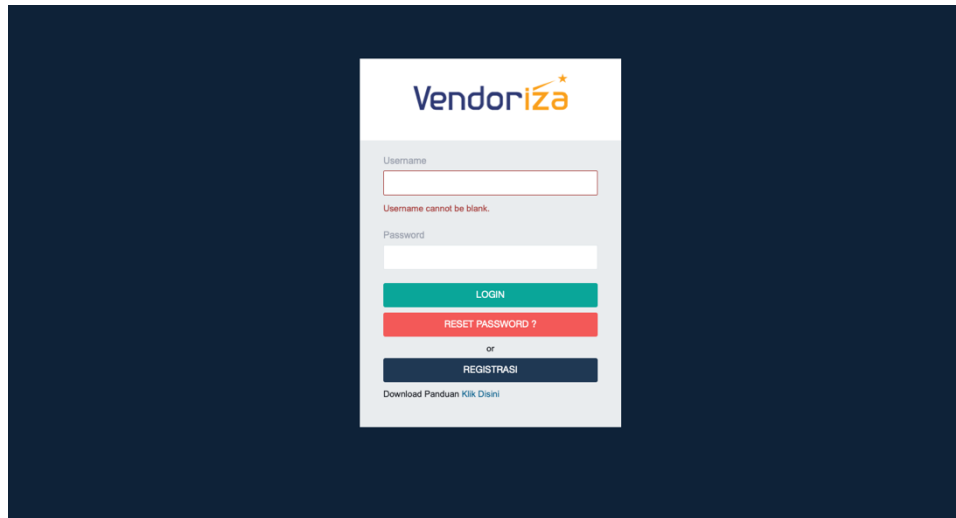 Vendoriza
Username
Username cannot be blank.
Password
LOGIN
RESET PASSWORD ?
or
REGISTRASI
Download Panduan Klik Disini